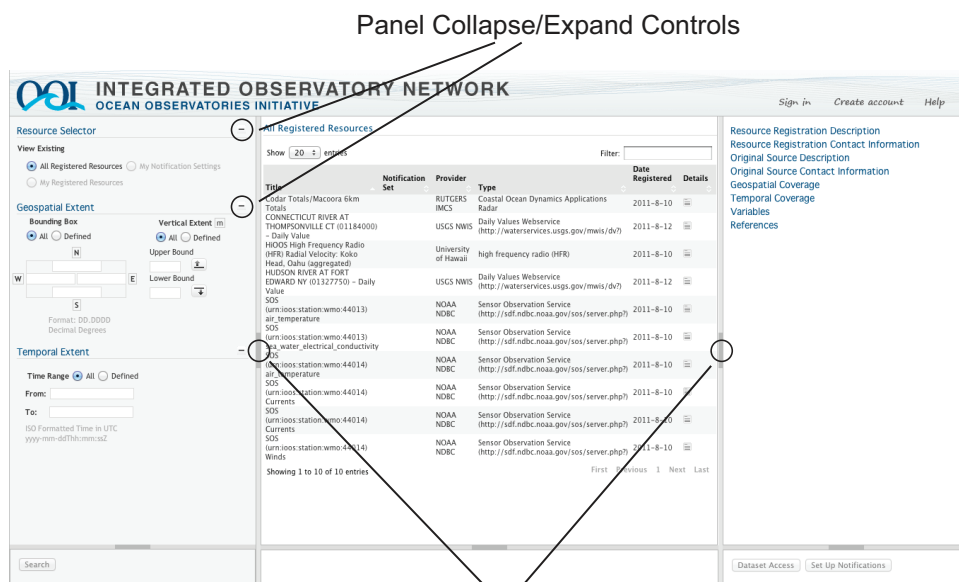 Panel Collapse/Expand Controls
OOI
INTEGRATED OBSERVATORY NETWORK
OCEAN OBSERVATORIES INITIATIVE
Sign in Create account Help
Resource Selector −
View Existing
All Registered Resources My Notification Settings
My Registered Resources
Geospatial Extent −
Bounding Box Vertical Extent m
All Defined All Defined
N Upper Bound
W E Lower Bound
S
Format: DD.DDDD
Decimal Degrees
Temporal Extent −
Time Range All Defined
From:
To:
ISO Formatted Time in UTC
yyyy-mm-ddThh:mm:ssZ
Search
All Registered Resources
Show 20 entries Filter:
Title Notification Set Provider Type Date Registered Details
Codar Totals/Macoora 6km Totals RUTGERS IMCS Coastal Ocean Dynamics Applications Radar 2011-8-10
CONNECTICUT RIVER AT THOMPSONVILLE CT (01184000) - Daily Value USGS NWIS Daily Values Webservice (http://waterservices.usgs.gov/mwis/dv?) 2011-8-12
HiOOS High Frequency Radio (HFR) Radial Velocity: Koko Head, Oahu (aggregated) University of Hawaii high frequency radio (HFR) 2011-8-10
HUDSON RIVER AT FORT EDWARD NY (01327750) - Daily Value USGS NWIS Daily Values Webservice (http://waterservices.usgs.gov/mwis/dv?) 2011-8-12
SOS (urn:ioos:station:wmo:44013) air_temperature NOAA NDBC Sensor Observation Service (http://sdf.ndbc.noaa.gov/sos/server.php?) 2011-8-10
SOS (urn:ioos:station:wmo:44013) sea_water_electrical_conductivity NOAA NDBC Sensor Observation Service (http://sdf.ndbc.noaa.gov/sos/server.php?) 2011-8-10
SOS (urn:ioos:station:wmo:44014) air_temperature NOAA NDBC Sensor Observation Service (http://sdf.ndbc.noaa.gov/sos/server.php?) 2011-8-10
SOS (urn:ioos:station:wmo:44014) Currents NOAA NDBC Sensor Observation Service (http://sdf.ndbc.noaa.gov/sos/server.php?) 2011-8-10
SOS (urn:ioos:station:wmo:44014) Currents NOAA NDBC Sensor Observation Service (http://sdf.ndbc.noaa.gov/sos/server.php?) 2011-8-10
SOS (urn:ioos:station:wmo:44014) Winds NOAA NDBC Sensor Observation Service (http://sdf.ndbc.noaa.gov/sos/server.php?) 2011-8-10
Showing 1 to 10 of 10 entries First Previous 1 Next Last
Resource Registration Description
Resource Registration Contact Information
Original Source Description
Original Source Contact Information
Geospatial Coverage
Temporal Coverage
Variables
References
Dataset Access Set Up Notifications